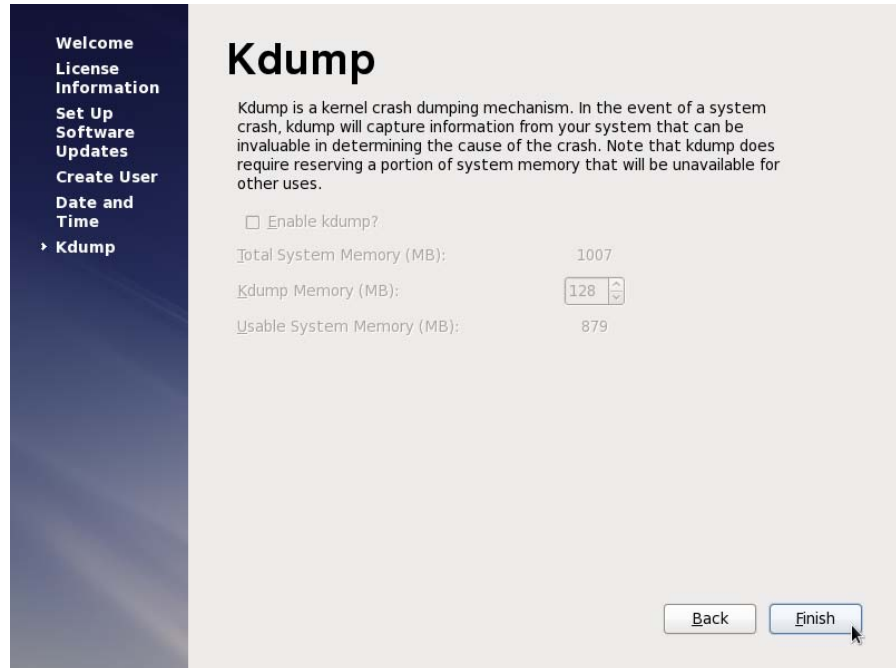 Welcome
License
Information
Set Up
Software
Updates
Create User
Date and
Time
Kdump
Kdump
Kdump is a kernel crash dumping mechanism. In the event of a system
crash, kdump will capture information from your system that can be
invaluable in determining the cause of the crash. Note that kdump does
require reserving a portion of system memory that will be unavailable for
other uses.
Enable kdump?
Total System Memory (MB): 1007
Kdump Memory (MB): 128
Usable System Memory (MB): 879
Back Finish